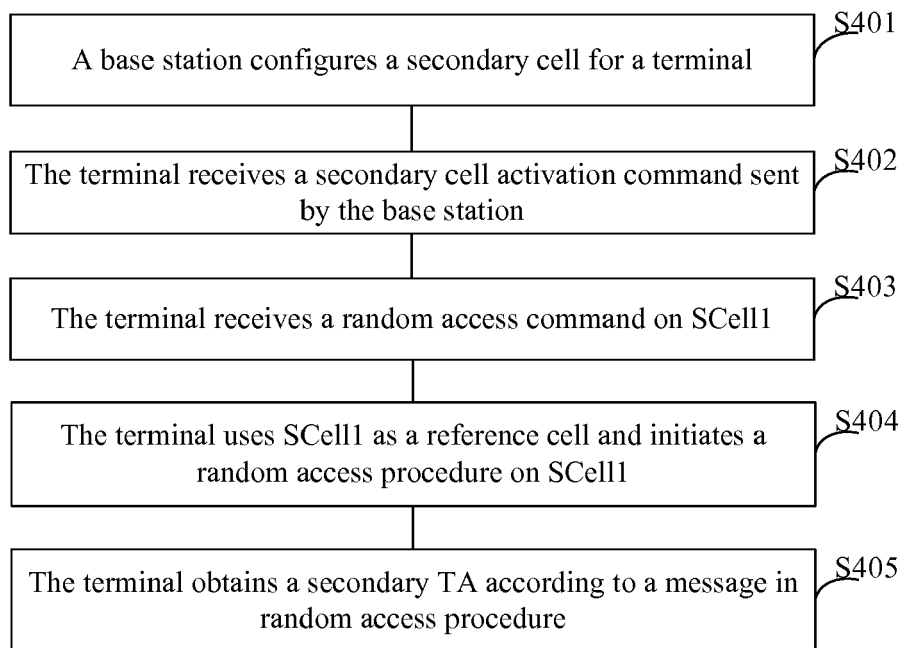 S401
A base station configures a secondary cell for a terminal
S402
The terminal receives a secondary cell activation command sent
by the base station
S403
The terminal receives a random access command on SCell1
S404
The terminal uses SCell1 as a reference cell and initiates a
random access procedure on SCell1
S405
The terminal obtains a secondary TA according to a message in
random access procedure